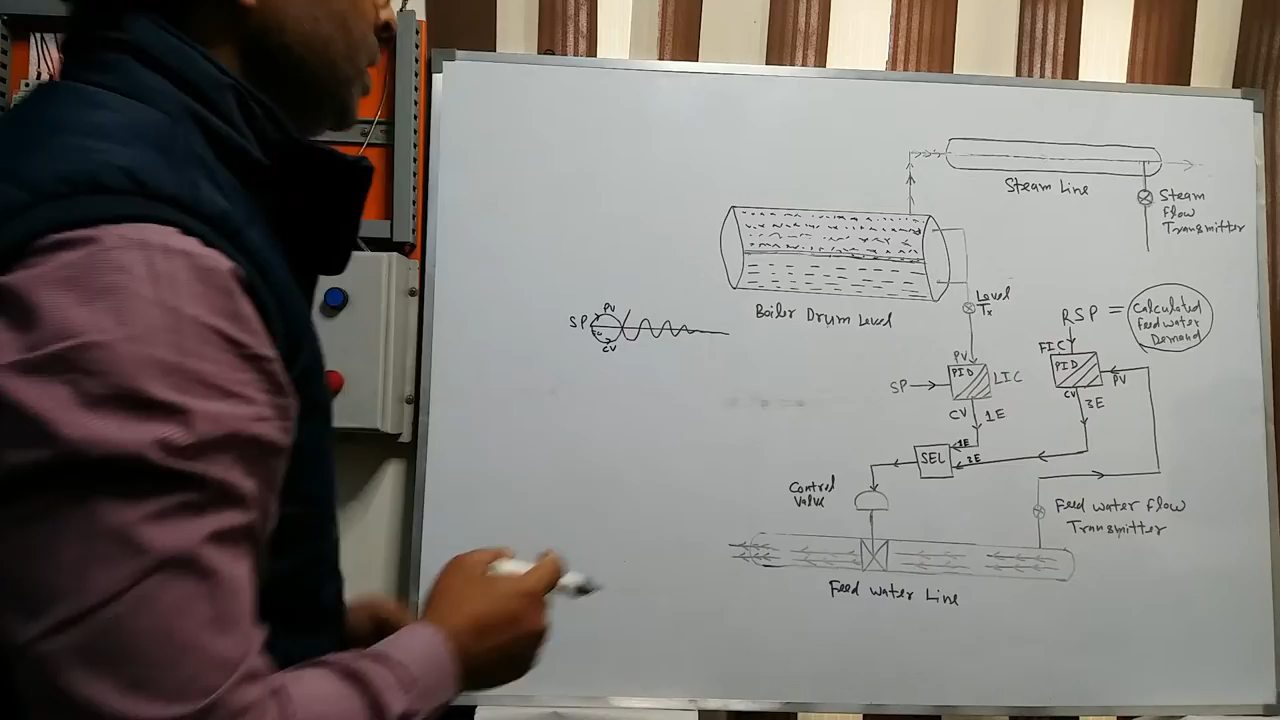 Steam Line
Steam
Flow
Transmitter
Boiler Drum Level
Level
Tx
RSP = Calculated
Feed water
Demand
PV
SP
CV
FIC
PID
PV
CV
3E
PV
PID
LIC
SP
CV 1E
1E
SEL
3E
Control
Valve
Feed water Flow
Transmitter
Feed water Line